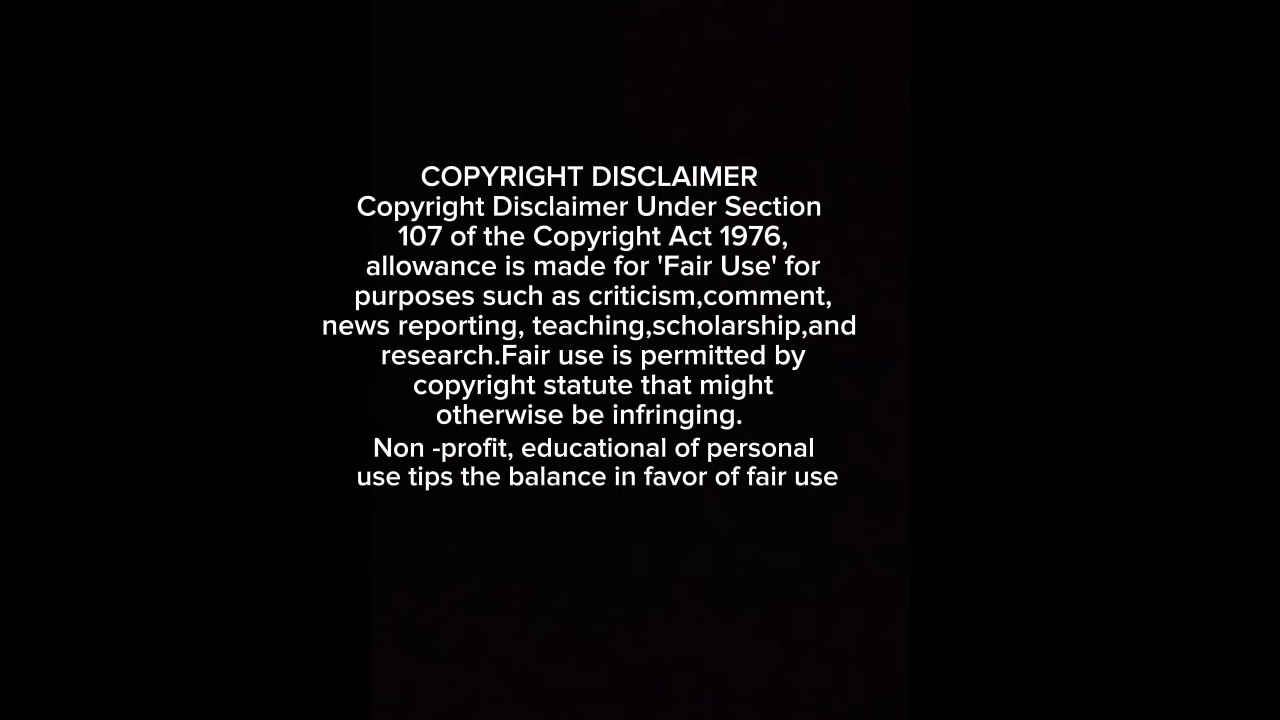 COPYRIGHT DISCLAIMER
Copyright Disclaimer Under Section
107 of the Copyright Act 1976,
allowance is made for 'Fair Use' for
purposes such as criticism,comment,
news reporting, teaching,scholarship,and
research.Fair use is permitted by
copyright statute that might
otherwise be infringing.
Non -profit, educational of personal
use tips the balance in favor of fair use